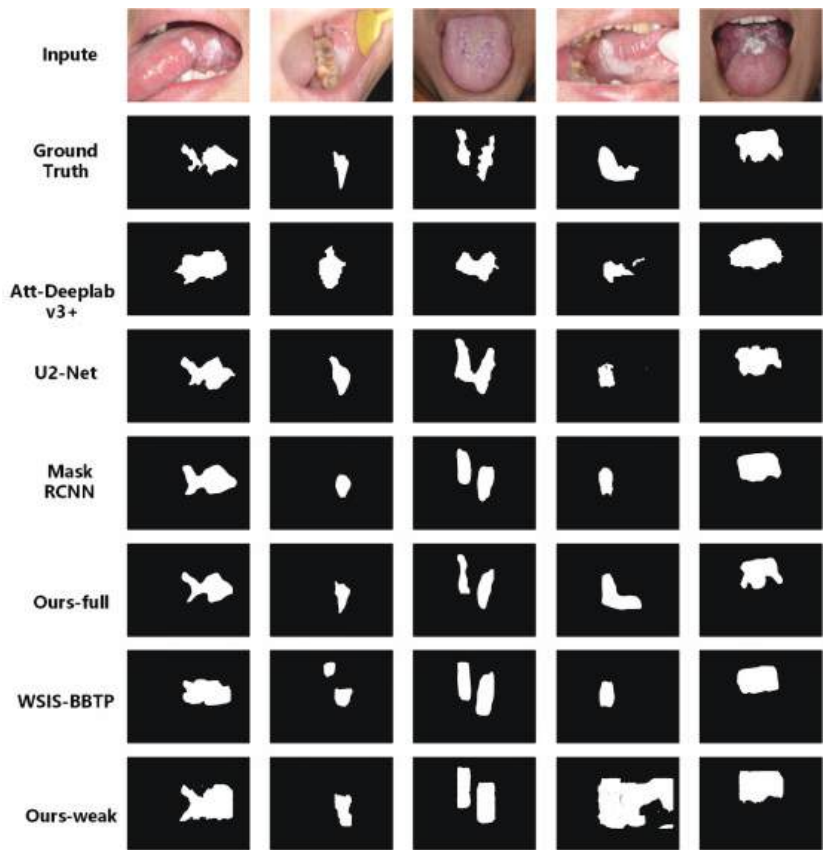 Inpute
Ground
Truth
Att-Deeplab
v3+
U2-Net
Mask
RCNN
Ours-full
WSIS-BBTP
Ours-weak